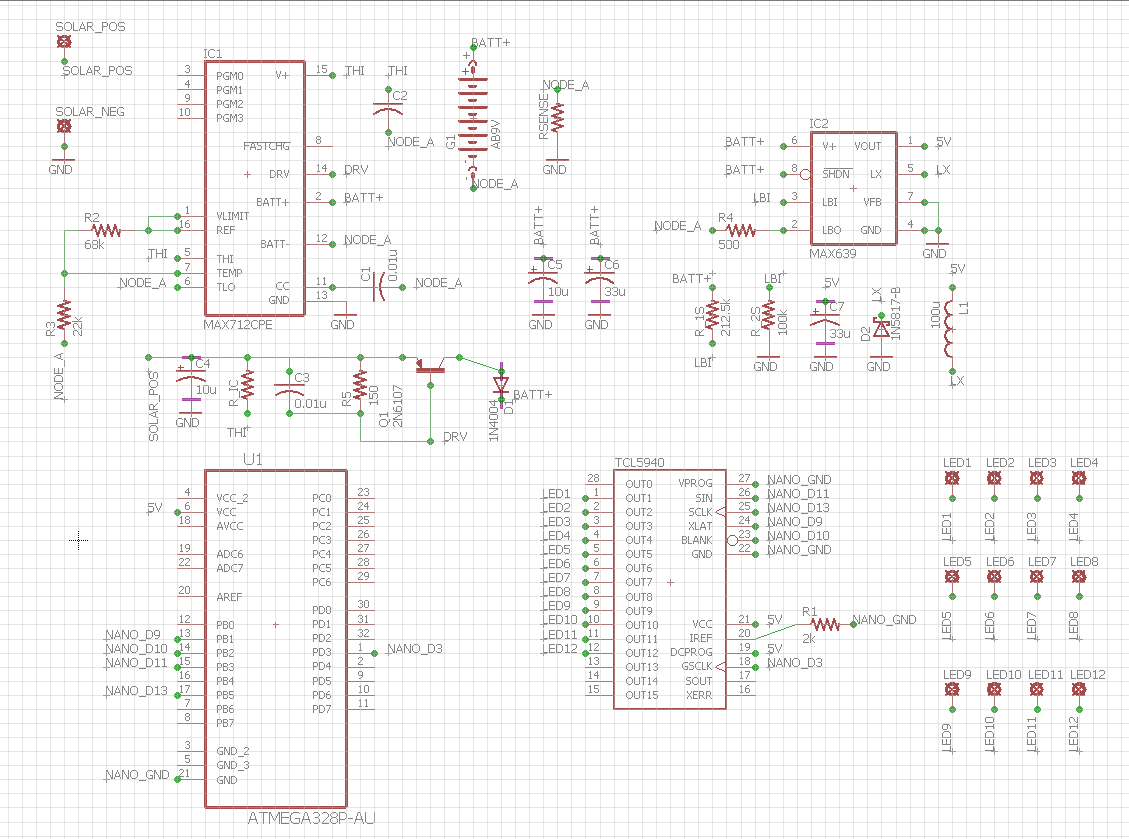 SOLAR_POS
SOLAR_POS
SOLAR_NEG
GND
IC1
3 PGM0 V+ 15 THI
4 PGM1
9 PGM2
10 PGM3
FASTCHG 8
DRV 14 DRV
BATT+ 2 BATT+
1 VLIMIT
16 REF
BATT- 12 NODE_A
THI 5 THI
7 TEMP
NODE_A 6 TLO
CC 11
GND 13
MAX712CPE
GND
R2
68k
R3
22k
NODE_A
C1
0.01u
NODE_A
THI
C2
NODE_A
BATT+
+
G1
AB9V
-
NODE_A
NODE_A
RSENSE
GND
BATT+
+
C5
10u
GND
BATT+
+
C6
33u
GND
IC2
BATT+ 6 V+ VOUT 1 5V
BATT+ 8 SHDN LX 5 LX
LBI 3 LBI VFB 7
2 LBO GND 4
MAX639
GND
NODE_A
R4
500
BATT+
R_1S
212.5k
LBI
LBI
R_2S
100k
GND
5V
+
C7
33u
GND
LX
D2
1N5817-B
GND
5V
100u
L1
LX
SOLAR_POS
+
C4
10u
GND
R_1C
THI
C3
0.01u
R5
150
Q1
2N6107
DRV
1N4004
D1
BATT+
U1
4 VCC_2 PC0 23
5V 6 VCC PC1 24
18 AVCC PC2 25
PC3 26
19 ADC6 PC4 27
22 ADC7 PC5 28
PC6 29
20 AREF
PD0 30
12 PB0 PD1 31
NANO_D9 13 PB1 PD2 32
NANO_D10 14 PB2 PD3 1 NANO_D3
NANO_D11 15 PB3 PD4 2
16 PB4 PD5 9
NANO_D13 17 PB5 PD6 10
7 PB6 PD7 11
8 PB7
3 GND_2
5 GND_3
NANO_GND 21 GND
ATMEGA328P-AU
TCL5940
28 OUT0 VPROG 27 NANO_GND
LED1 1 OUT1 SIN 26 NANO_D11
LED2 2 OUT2 SCLK 25 NANO_D13
LED3 3 OUT3 XLAT 24 NANO_D9
LED4 4 OUT4 BLANK 23 NANO_D10
LED5 5 OUT5 GND 22 NANO_GND
LED6 6 OUT6
LED7 7 OUT7
LED8 8 OUT8
LED9 9 OUT9
LED10 10 OUT10 VCC 21 5V
LED11 11 OUT11 IREF 20
LED12 12 OUT12 DCPROG 19 5V
13 OUT13 GSCLK 18 NANO_D3
14 OUT14 SOUT 17
15 OUT15 XERR 16
R1
2k
NANO_GND
LED1 LED2 LED3 LED4
LED1 LED2 LED3 LED4
LED5 LED6 LED7 LED8
LED5 LED6 LED7 LED8
LED9 LED10 LED11 LED12
LED9 LED10 LED11 LED12